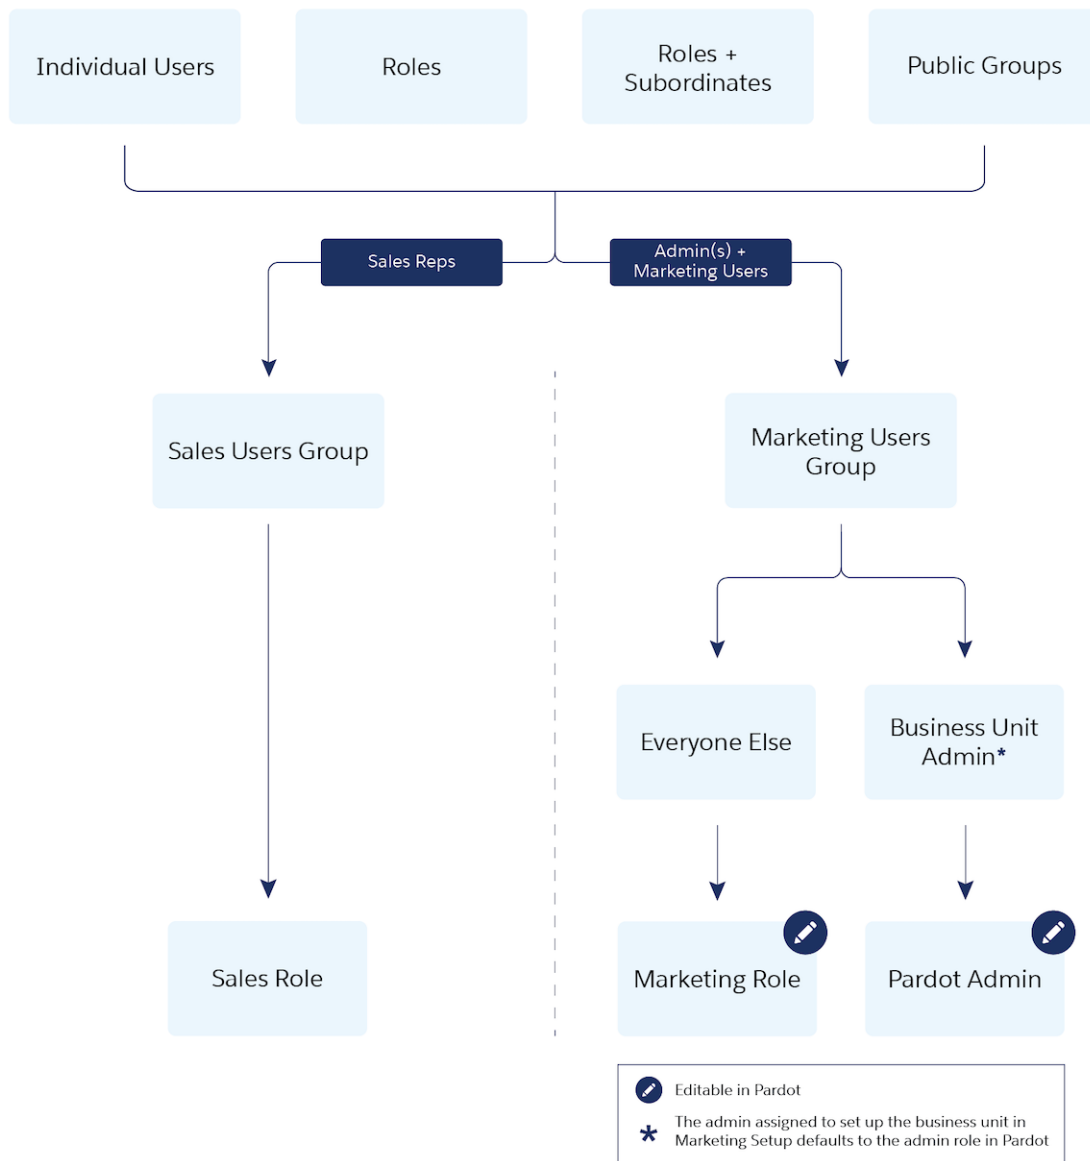 Individual Users
Roles
Roles +
Subordinates
Public Groups
Sales Reps
Admin(s) +
Marketing Users
Sales Users Group
Marketing Users
Group
Everyone Else
Business Unit
Admin*
Sales Role
Marketing Role
Pardot Admin
Editable in Pardot
* The admin assigned to set up the business unit in
Marketing Setup defaults to the admin role in Pardot